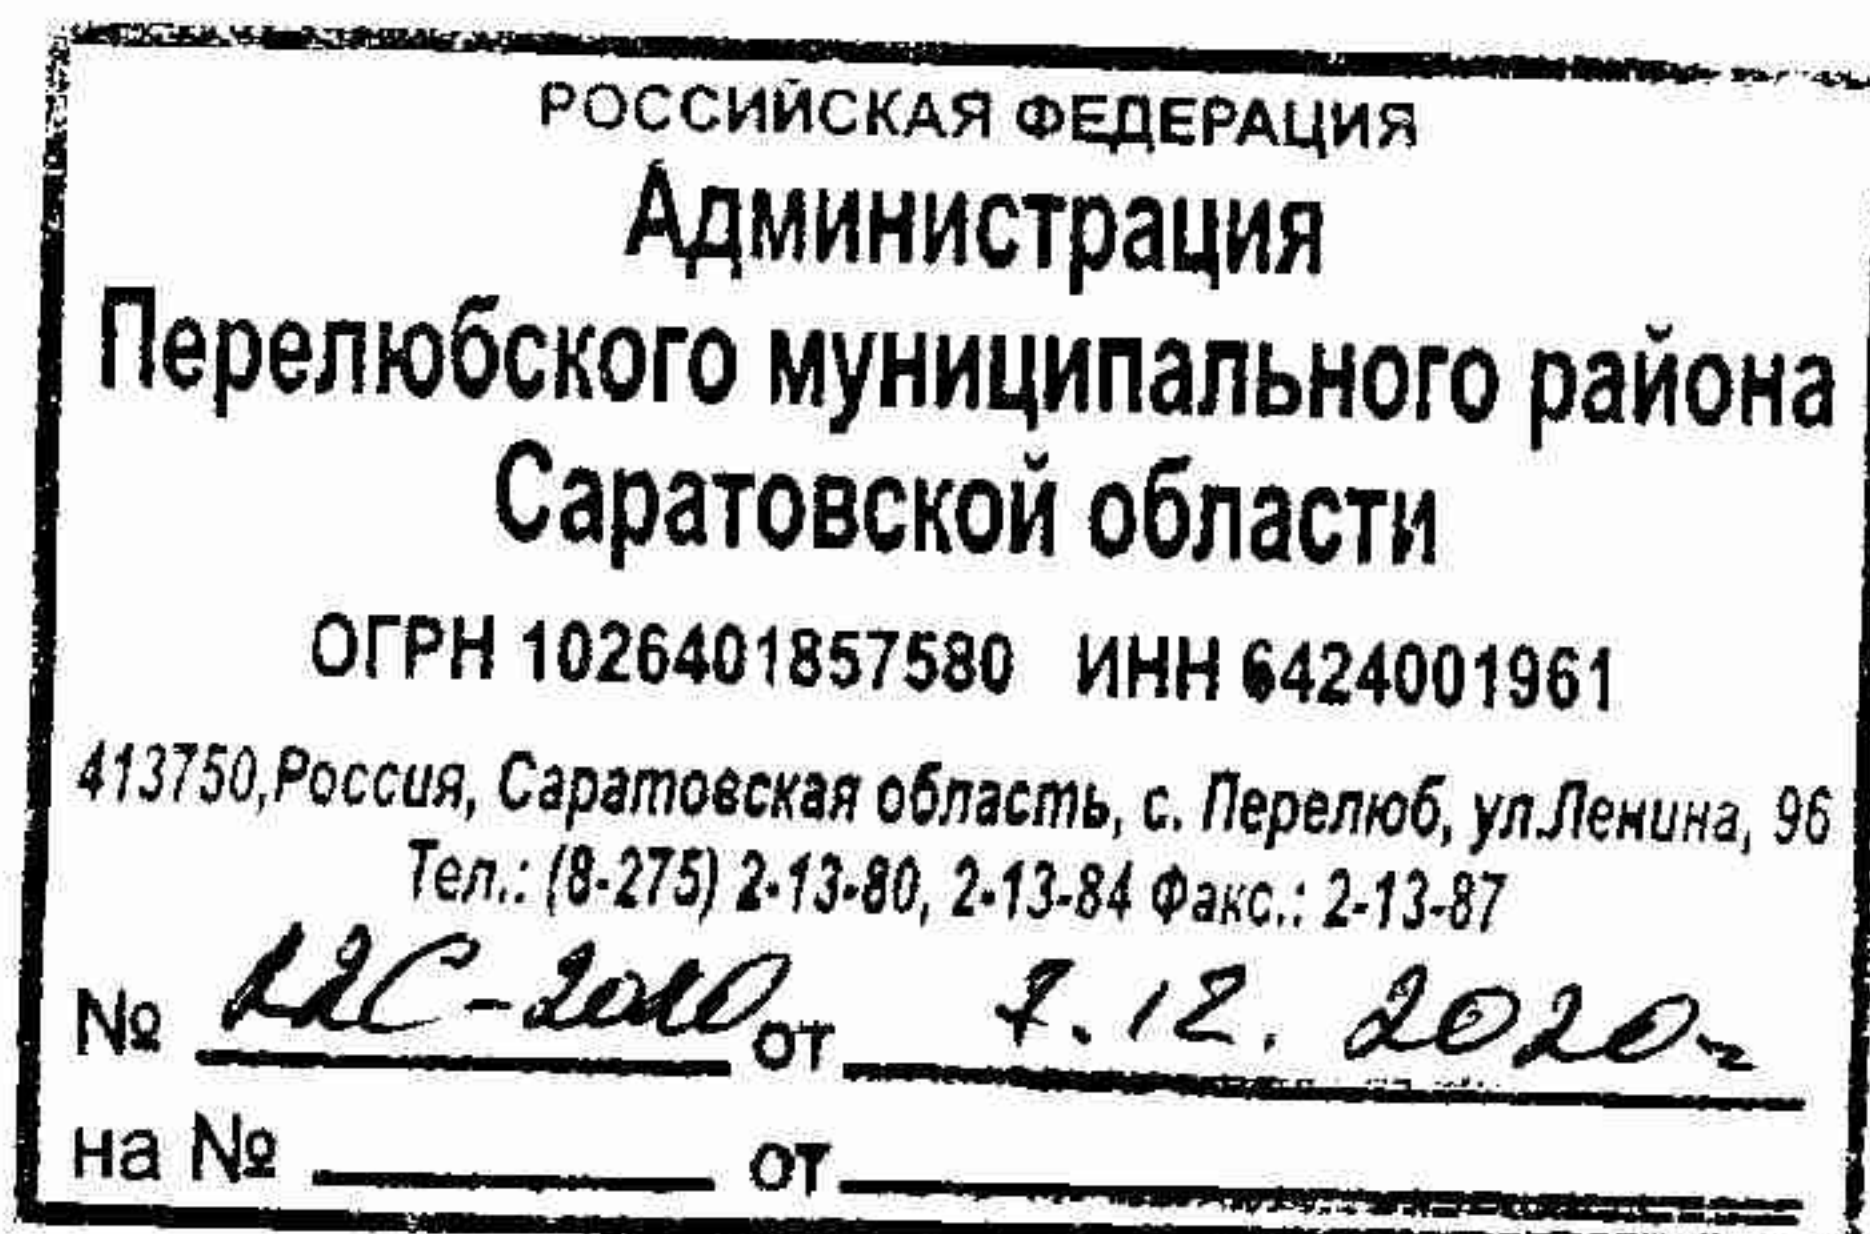 РОССИЙСКАЯ ФЕДЕРАЦИЯ
Администрация
Перелюбского муниципального района
Саратовской области
ОГРН 1026401857580 ИНН 6424001961
413750,Россия, Саратовская область, с. Перелюб, ул.Ленина, 96
Тел.: (8-275) 2-13-80, 2-13-84 Факс.: 2-13-87
№ от 7.12.2020
на № от